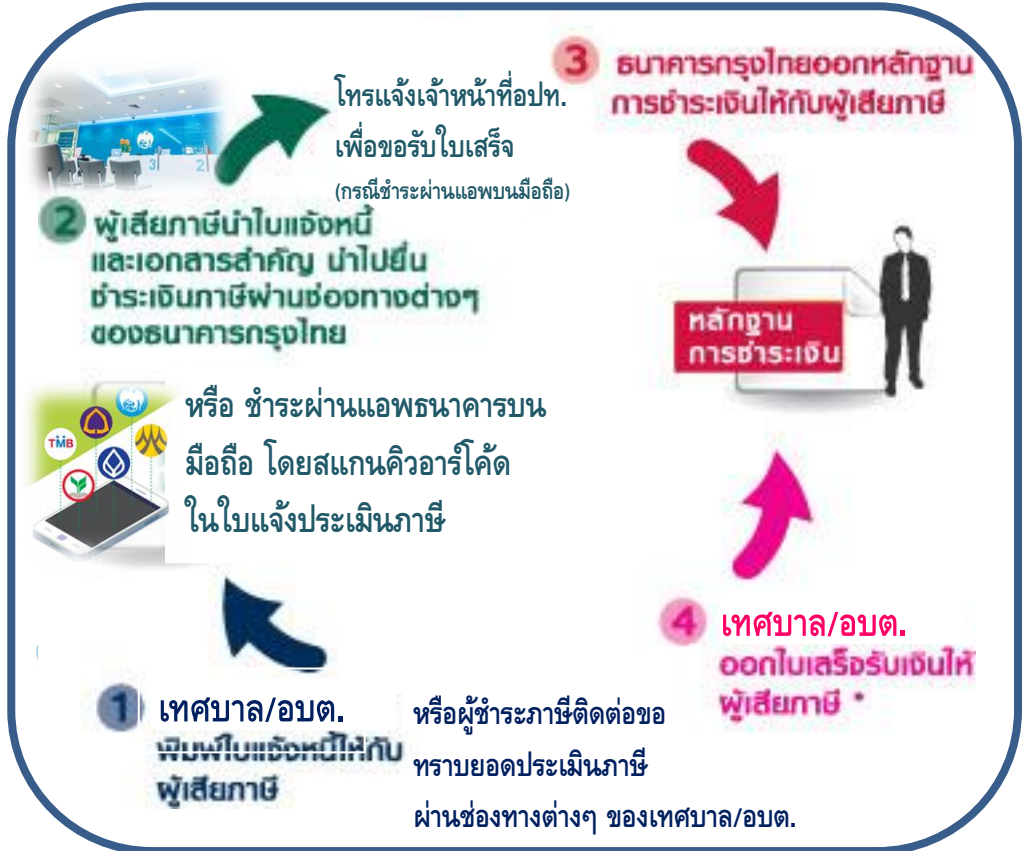 3 ธนาคารกรุงไทยออกหลักฐาน
การชำระเงินให้กับผู้เสียภาษี
โทรแจ้งเจ้าหน้าที่อปท.
เพื่อขอรับใบเสร็จ
(กรณีชำระผ่านแอพบนมือถือ)
3 2
2 ผู้เสียภาษีนำใบแจ้งหนี้
และเอกสารสำคัญ นำไปยื่น
ชำระเงินภาษีผ่านช่องทางต่างๆ
ของธนาคารกรุงไทย
หลักฐาน
การชำระเงิน
TMB
หรือ ชำระผ่านแอพธนาคารบน
มือถือ โดยสแกนคิวอาร์โค้ด
ในใบแจ้งประเมินภาษี
4 เทศบาล/อบต.
ออกใบเสร็จรับเงินให้
ผู้เสียภาษี *
1 เทศบาล/อบต.
พิมพ์ใบแจ้งหนี้ให้กับ
ผู้เสียภาษี
หรือผู้ชำระภาษีติดต่อขอ
ทราบยอดประเมินภาษี
ผ่านช่องทางต่างๆ ของเทศบาล/อบต.